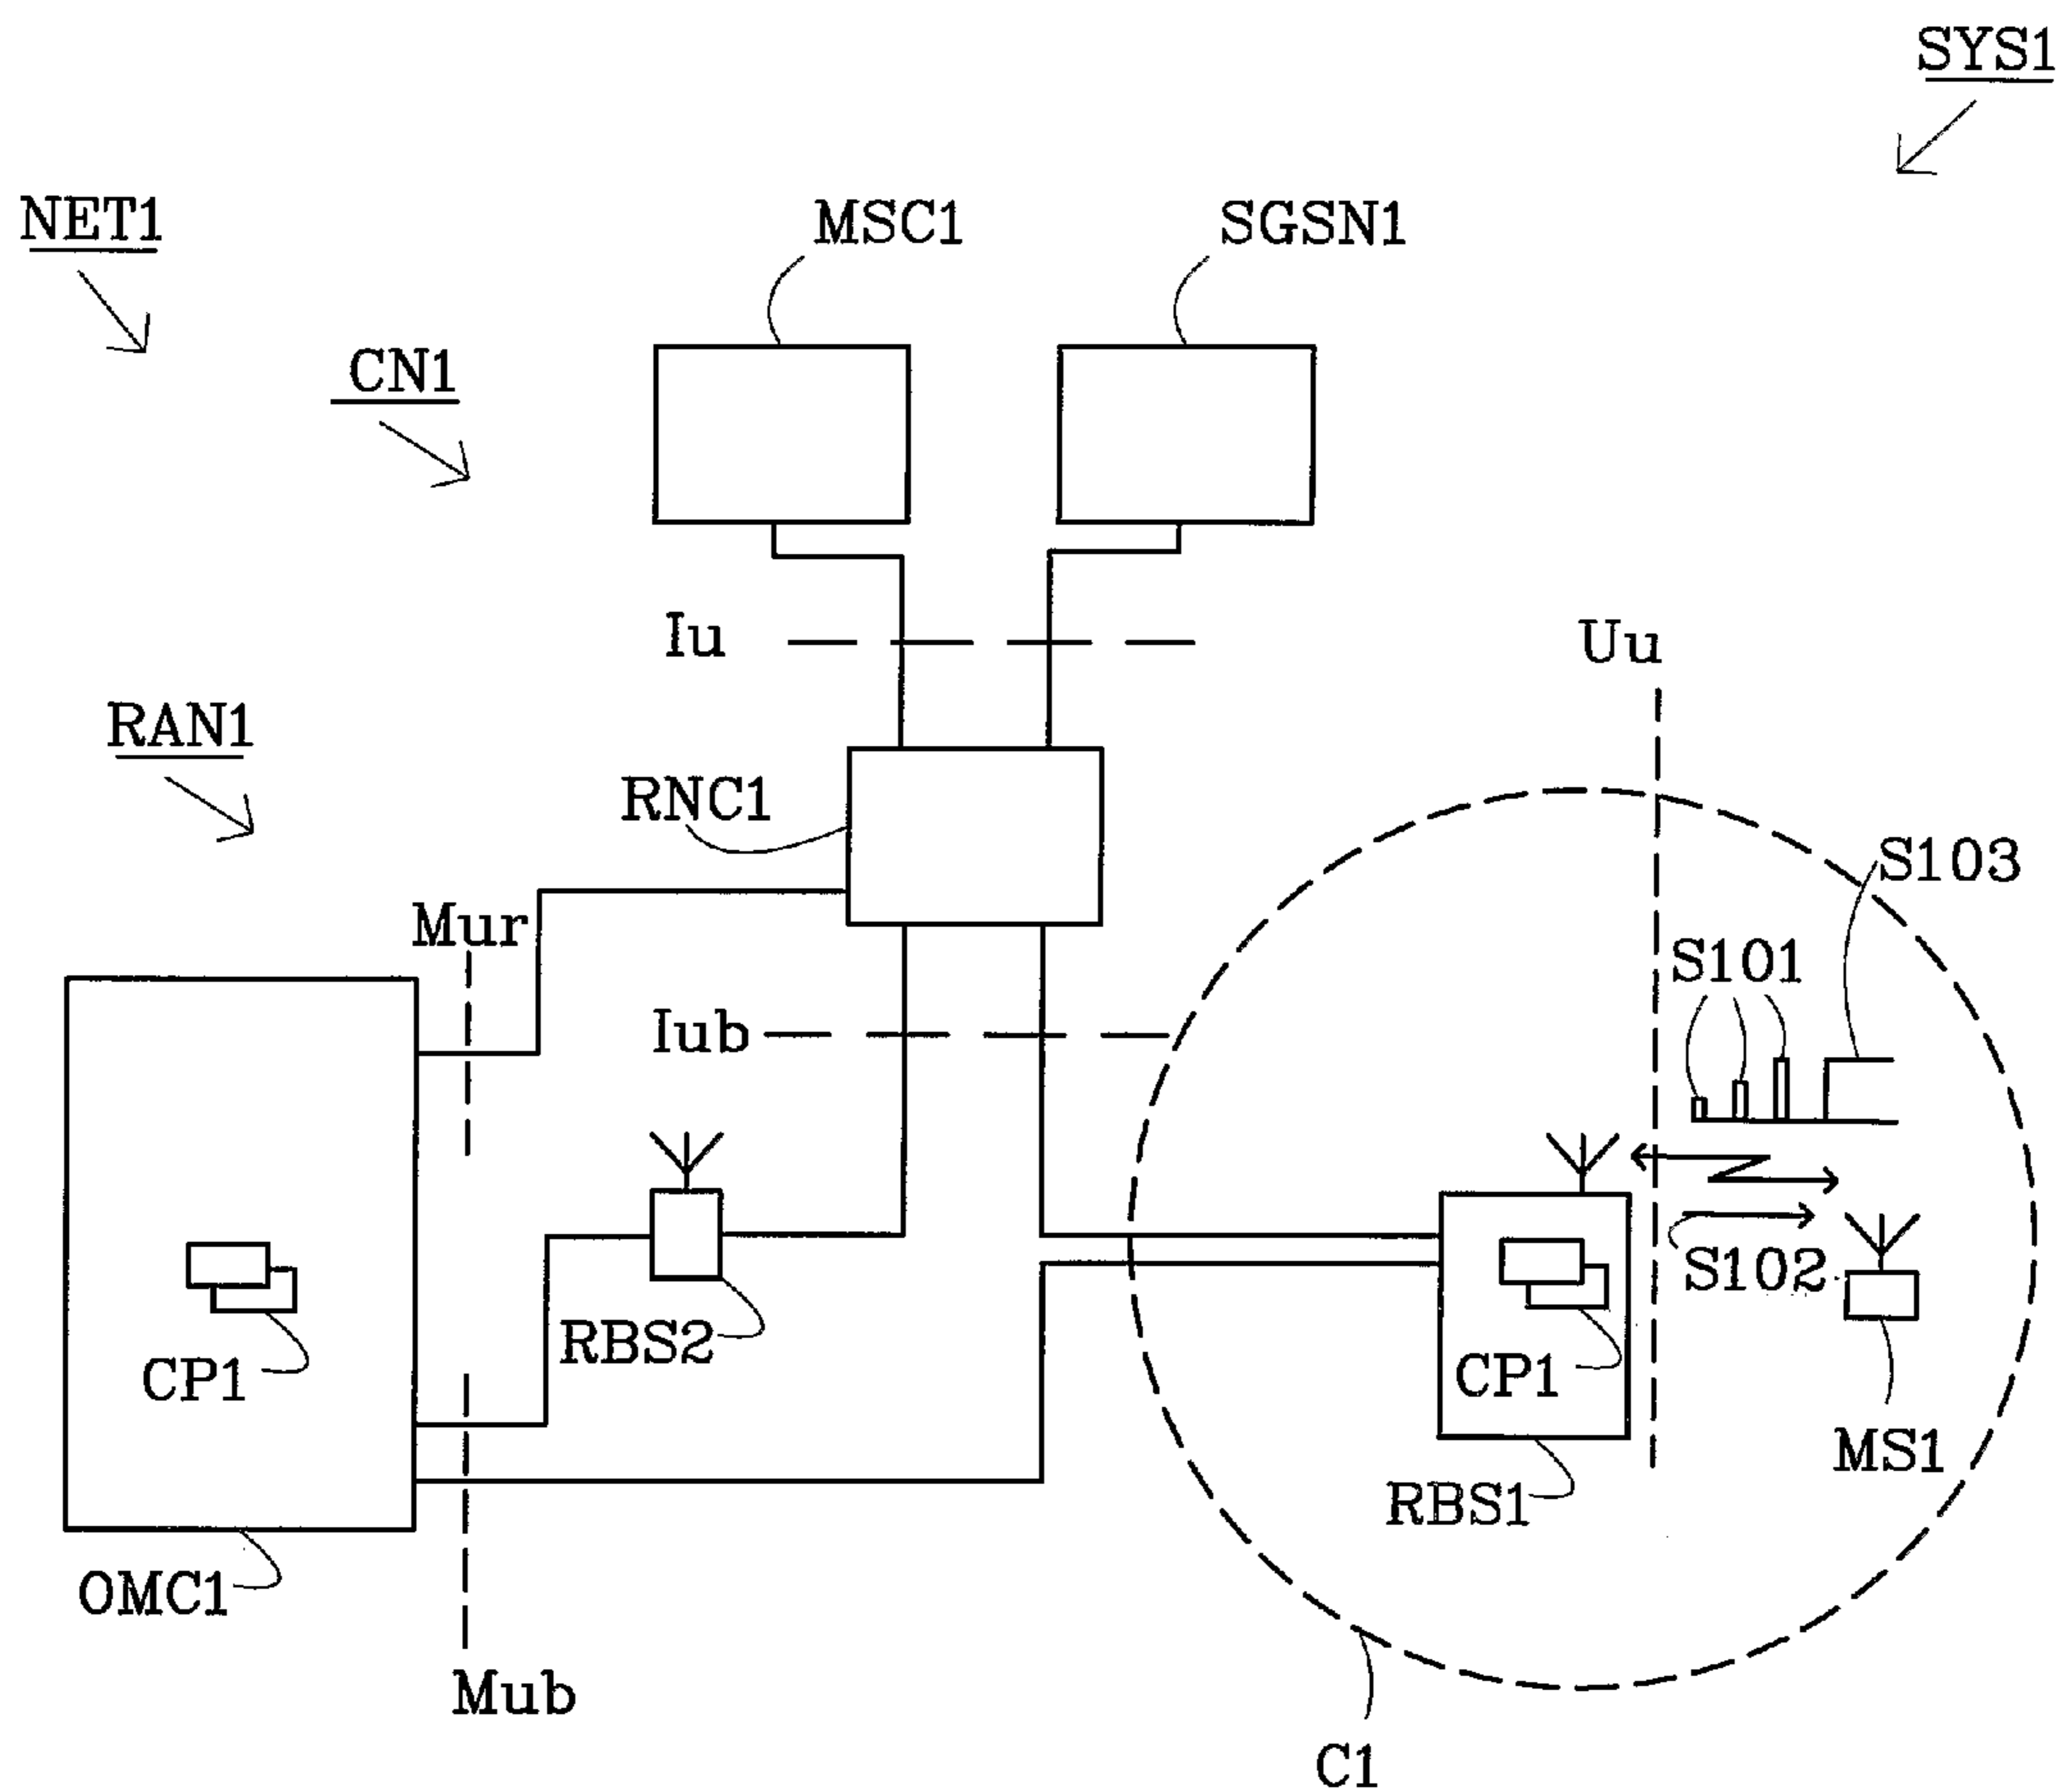 SYS1
NET1
MSC1
SGSN1
CN1
Iu
Uu
RAN1
RNC1
S103
Mur
S101
Iub
S102
RBS2
CP1
CP1
MS1
RBS1
OMC1
Mub
C1